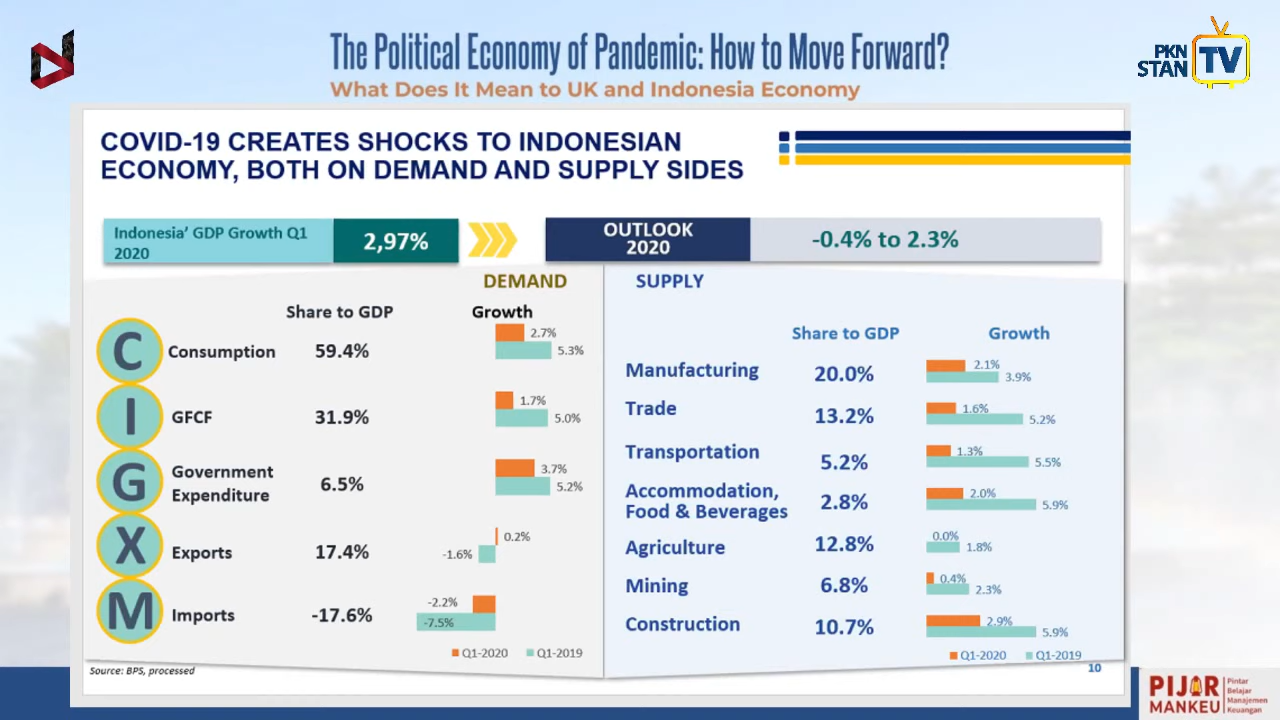 The Political Economy of Pandemic: How to Move Forward?
What Does It Mean to UK and Indonesia Economy
PKN
STAN
TV
COVID-19 CREATES SHOCKS TO INDONESIAN
ECONOMY, BOTH ON DEMAND AND SUPPLY SIDES
Indonesia' GDP Growth Q1
2020
2,97%
OUTLOOK
2020
-0.4% to 2.3%
DEMAND
Share to GDP Growth
C Consumption 59.4% 2.7%
5.3%
I GFCF 31.9% 1.7%
5.0%
G Government
Expenditure 6.5% 3.7%
5.2%
X Exports 17.4% 0.2%
-1.6%
M Imports -17.6% -2.2%
-7.5%
Q1-2020 Q1-2019
SUPPLY
Share to GDP Growth
Manufacturing 20.0% 2.1%
3.9%
Trade 13.2% 1.6%
5.2%
Transportation 5.2% 1.3%
5.5%
Accommodation,
Food & Beverages 2.8% 2.0%
5.9%
Agriculture 12.8% 0.0%
1.8%
Mining 6.8% 0.4%
2.3%
Construction 10.7% 2.9%
5.9%
Q1-2020 Q1-2019
Source: BPS, processed
10
PIJAR
MANKEU
Pintar
Belajar
Manajemen
Keuangan